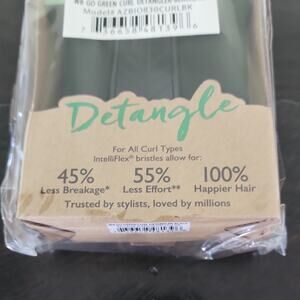 WB GO GREEN CURL DETANGLER
Model# AZBIOB30CURLBK
Detangle
For All Curl Types
IntelliFlex® bristles allow for:
45% 55% 100%
Less Breakage* Less Effort** Happier Hair
Trusted by stylists, loved by millions